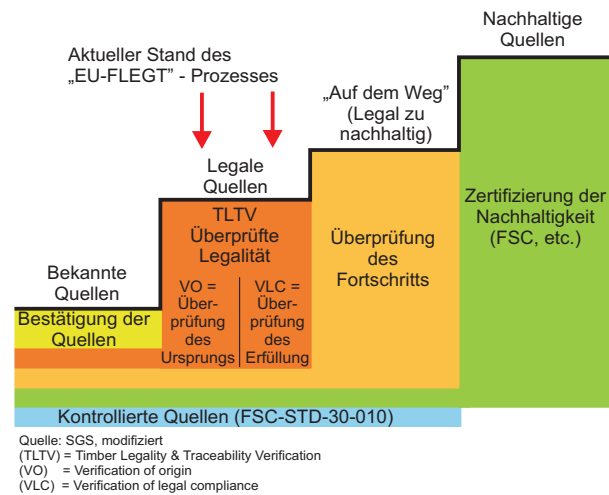 Aktueller Stand des
„EU-FLEGT” - Prozesses
Nachhaltige
Quellen
„Auf dem Weg”
(Legal zu
nachhaltig)
Legale
Quellen
TLTV
Überprüfte
Legalität
VO =
Über-
prüfung
des
Ursprungs
VLC =
Über-
prüfung
des
Erfüllung
Überprüfung des
Fortschritts
Zertifizierung der
Nachhaltigkeit
(FSC, etc.)
Bekannte
Quellen
Bestätigung der
Quellen
Kontrollierte Quellen (FSC-STD-30-010)
Quelle: SGS, modifiziert
(TLTV) = Timber Legality & Traceability Verification
(VO) = Verification of origin
(VLC) = Verification of legal compliance